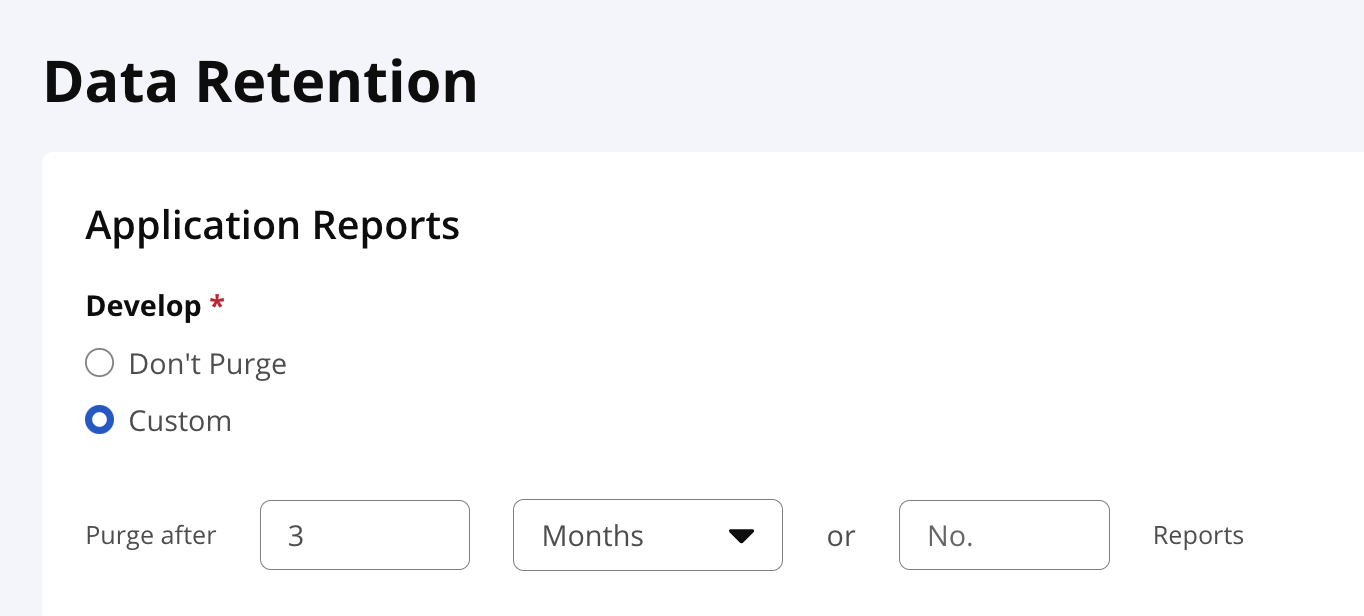 Data Retention
Application Reports
Develop *
Don't Purge
Custom
Purge after 3 Months or No. Reports